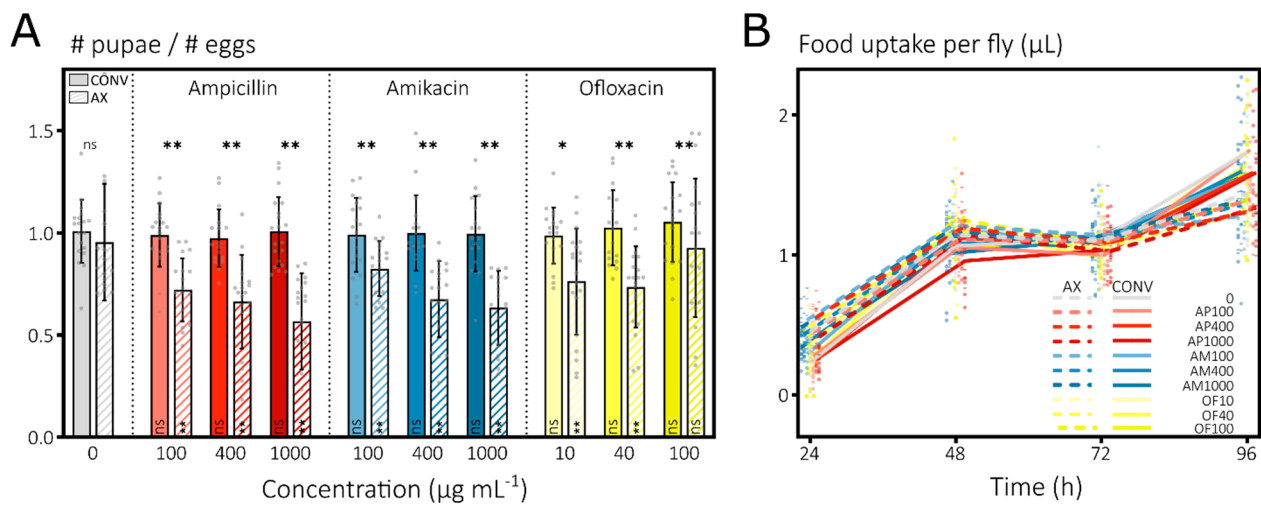 A
# pupae / # eggs
CONV
AX
Ampicillin
Amikacin
Ofloxacin
1.5
1.0
0.5
0.0
ns
**
**
**
**
**
**
*
**
**
ns
**
ns
**
ns
**
ns
**
ns
**
ns
**
ns
**
ns
**
ns
ns
0
100
400
1000
100
400
1000
10
40
100
Concentration (µg mL-1)
B
Food uptake per fly (µL)
2
1
0
AX CONV
0
AP100
AP400
AP1000
AM100
AM400
AM1000
OF10
OF40
OF100
24
48
72
96
Time (h)